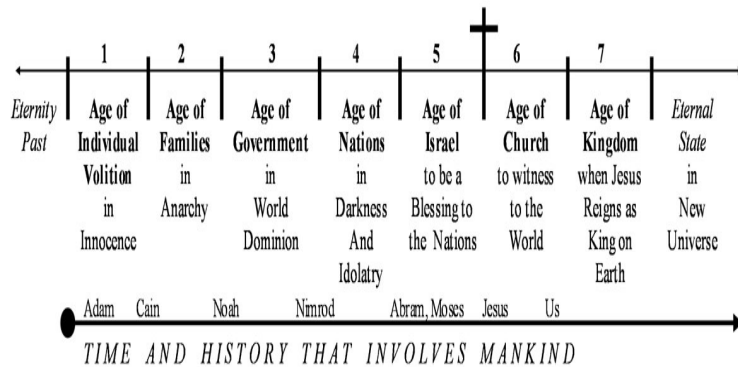 1 2 3 4 5 6 7
Eternity Past
Age of Individual Volition in Innocence
Age of Families in Anarchy
Age of Government in World Dominion
Age of Nations in Darkness And Idolatry
Age of Israel to be a Blessing to the Nations
Age of Church to witness to the World
Age of Kingdom when Jesus Reigns as King on Earth
Eternal State in New Universe
Adam Cain Noah Nimrod Abram, Moses Jesus Us
TIME AND HISTORY THAT INVOLVES MANKIND